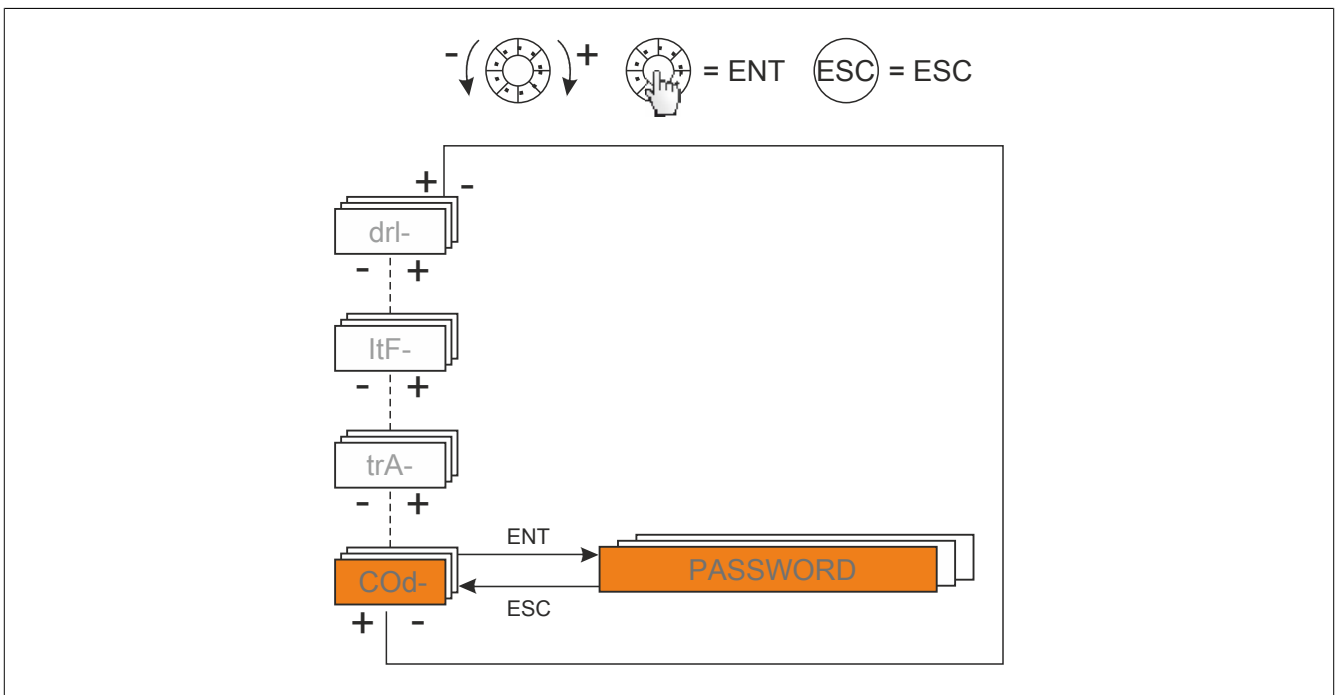 - + = ENT ESC = ESC
+ -
drI-
- +
ItF-
- +
trA-
- +
ENT
COd- PASSWORD
ESC
+ -